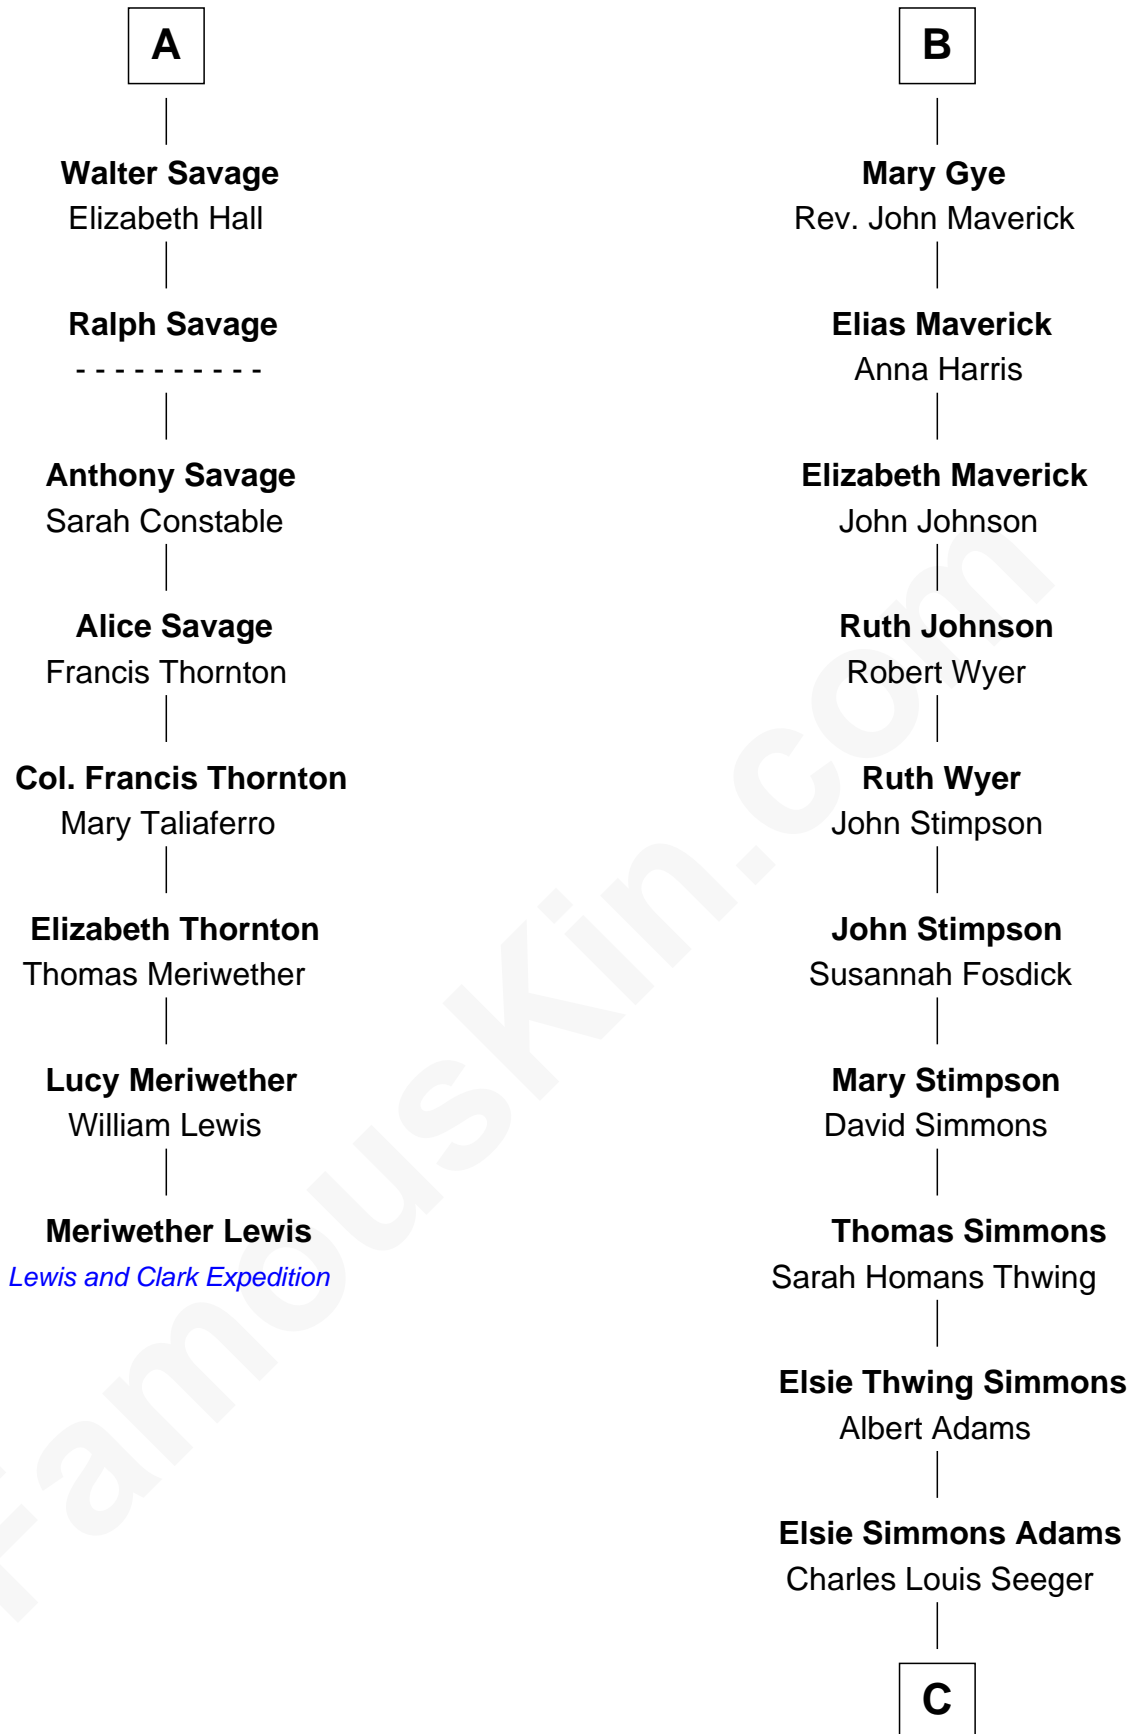 A
Walter Savage
Elizabeth Hall
Ralph Savage
- - - - - - - - - -
Anthony Savage
Sarah Constable
Alice Savage
Francis Thornton
Col. Francis Thornton
Mary Taliaferro
Elizabeth Thornton
Thomas Meriwether
Lucy Meriwether
William Lewis
Meriwether Lewis
Lewis and Clark Expedition
B
Mary Gye
Rev. John Maverick
Elias Maverick
Anna Harris
Elizabeth Maverick
John Johnson
Ruth Johnson
Robert Wyer
Ruth Wyer
John Stimpson
John Stimpson
Susannah Fosdick
Mary Stimpson
David Simmons
Thomas Simmons
Sarah Homans Thwing
Elsie Thwing Simmons
Albert Adams
Elsie Simmons Adams
Charles Louis Seeger
C
FamousKin.com